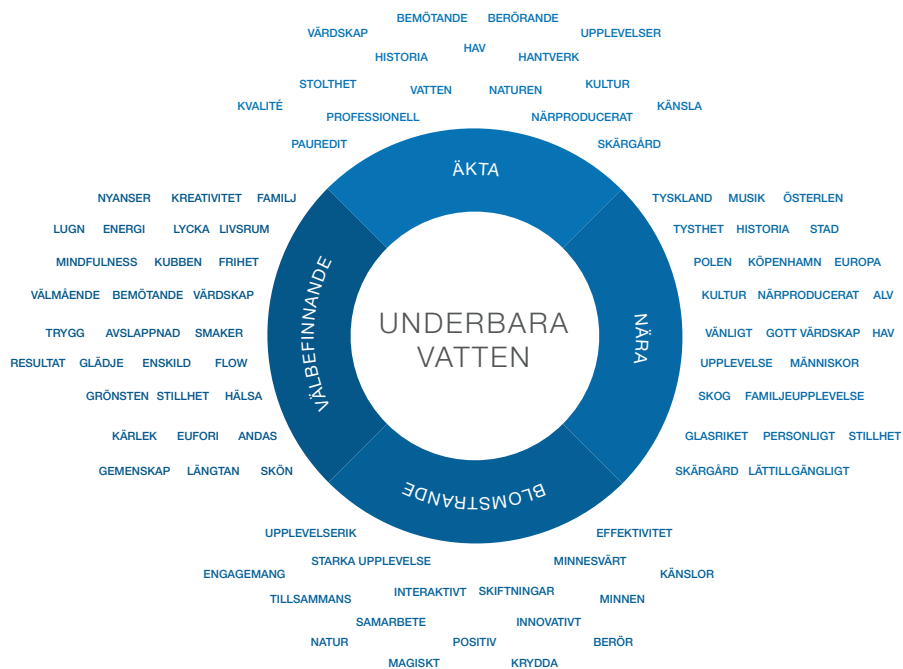 BEMÖTANDE BERÖRANDE
VÄRDSKAP UPPLEVELSER
HAV
HISTORIA HANTVERK
STOLTHET KULTUR
VATTEN NATUREN
KVALITÉ KÄNSLA
PROFESSIONELL NÄRPRODUCERAT
PAUREDIT SKÄRGÅRD
ÄKTA
NYANSER KREATIVITET FAMILJ
LUGN ENERGI LYCKA LIVSRUM
MINDFULNESS KUBBEN FRIHET
VÄLMÅENDE BEMÖTANDE VÄRDSKAP
TRYGG AVSLAPPNAD SMAKER
RESULTAT GLÄDJE ENSKILD FLOW
GRÖNSTEN STILLHET HÄLSA
KÄRLEK EUFORI ANDAS
GEMENSKAP LÄNGTAN SKÖN
VÄLBEFINNANDE
UNDERBARA
VATTEN
NÄRA
TYSKLAND MUSIK ÖSTERLEN
TYSTHET HISTORIA STAD
POLEN KÖPENHAMN EUROPA
KULTUR NÄRPRODUCERAT ALV
VÄNLIGT GOTT VÄRDSKAP HAV
UPPLEVELSE MÄNNISKOR
SKOG FAMILJEUPPLEVELSE
GLASRIKET PERSONLIGT STILLHET
SKÄRGÅRD LÄTTILLGÄNGLIGT
BLOMSTRANDE
UPPLEVELSERIK EFFEKTIVITET
STARKA UPPLEVELSE MINNESVÄRT
ENGAGEMANG KÄNSLOR
INTERAKTIVT SKIFTNINGAR
TILLSAMMANS MINNEN
SAMARBETE INNOVATIVT
NATUR POSITIV BERÖR
MAGISKT KRYDDA